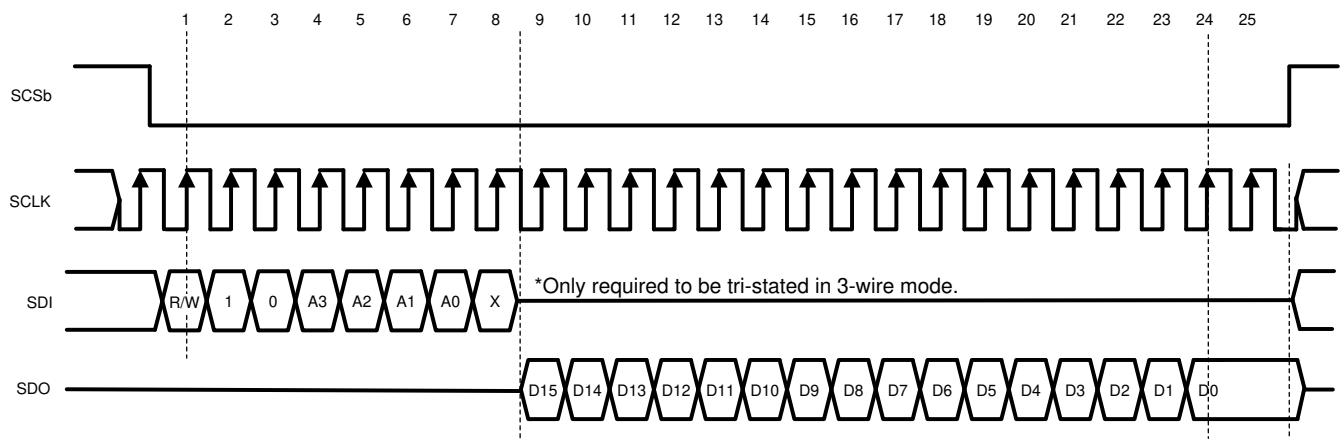 1 2 3 4 5 6 7 8 9 10 11 12 13 14 15 16 17 18 19 20 21 22 23 24 25
SCSb
SCLK
SDI R/W 1 0 A3 A2 A1 A0 X *Only required to be tri-stated in 3-wire mode.
SDO D15 D14 D13 D12 D11 D10 D9 D8 D7 D6 D5 D4 D3 D2 D1 D0